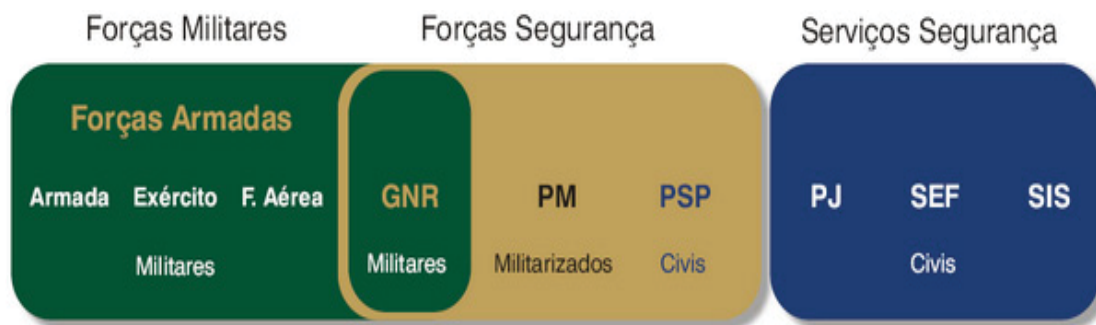 Forças Militares
Forças Segurança
Serviços Segurança
Forças Armadas
Armada Exército F. Aérea
Militares
GNR
Militares
PM
Militarizados
PSP
Civis
PJ SEF SIS
Civis